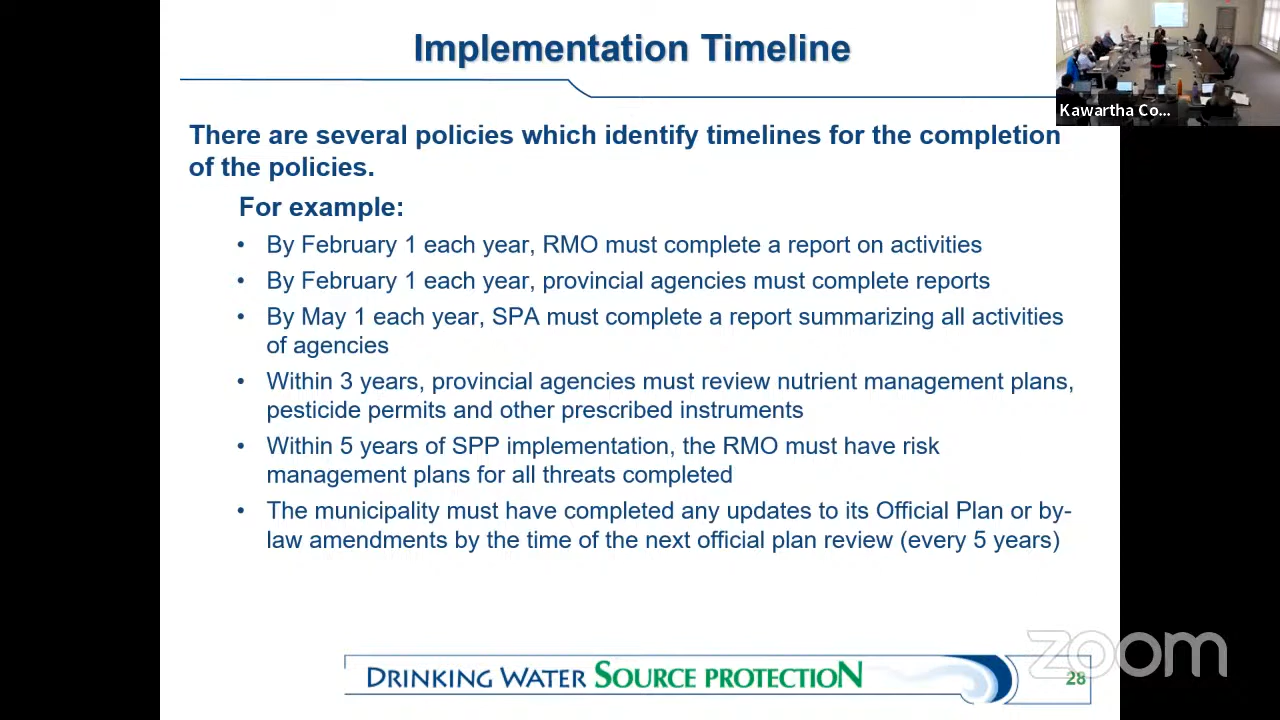 Implementation Timeline
Kawartha Co...
There are several policies which identify timelines for the completion
of the policies.
For example:
• By February 1 each year, RMO must complete a report on activities
• By February 1 each year, provincial agencies must complete reports
• By May 1 each year, SPA must complete a report summarizing all activities
of agencies
• Within 3 years, provincial agencies must review nutrient management plans,
pesticide permits and other prescribed instruments
• Within 5 years of SPP implementation, the RMO must have risk
management plans for all threats completed
• The municipality must have completed any updates to its Official Plan or by-
law amendments by the time of the next official plan review (every 5 years)
zoom
DRINKING WATER SOURCE PROTECTION
28